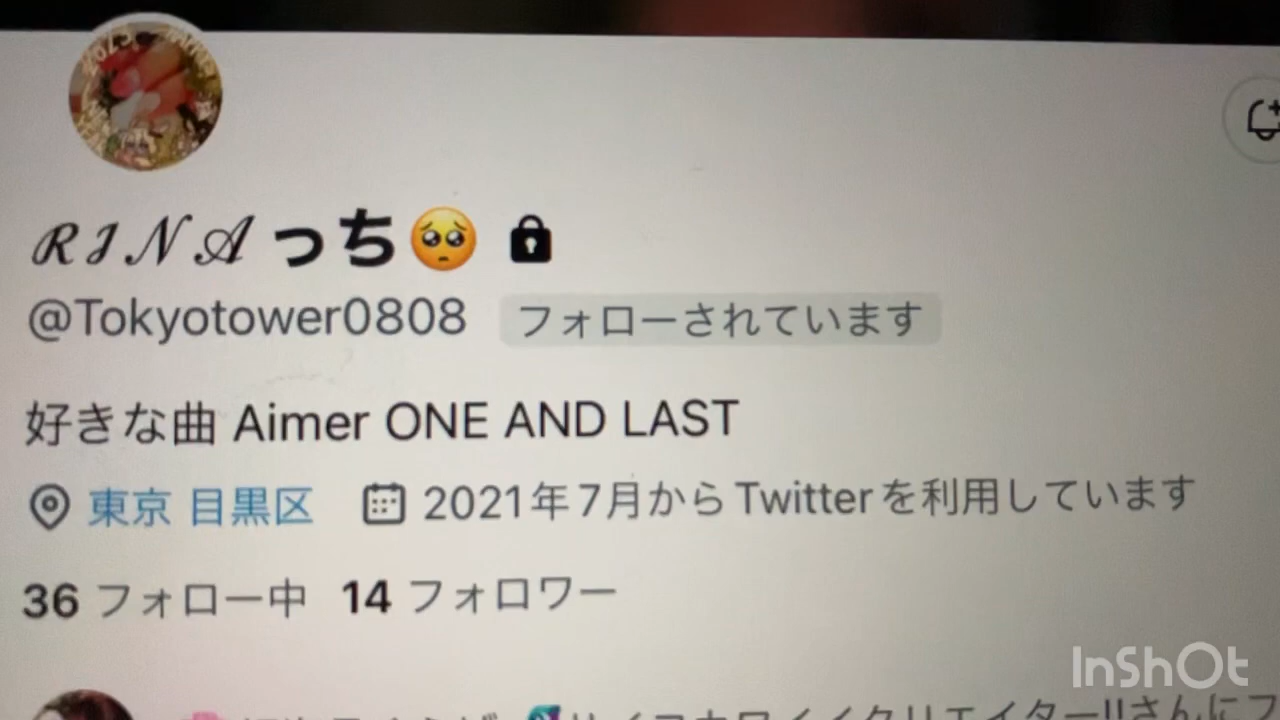 𝓡𝓘𝓝𝓐っち🥺🔒
@Tokyotower0808 フォローされています
好きな曲 Aimer ONE AND LAST
東京 目黒区 2021年7月からTwitterを利用しています
36 フォロー中 14 フォロワー
InShOt